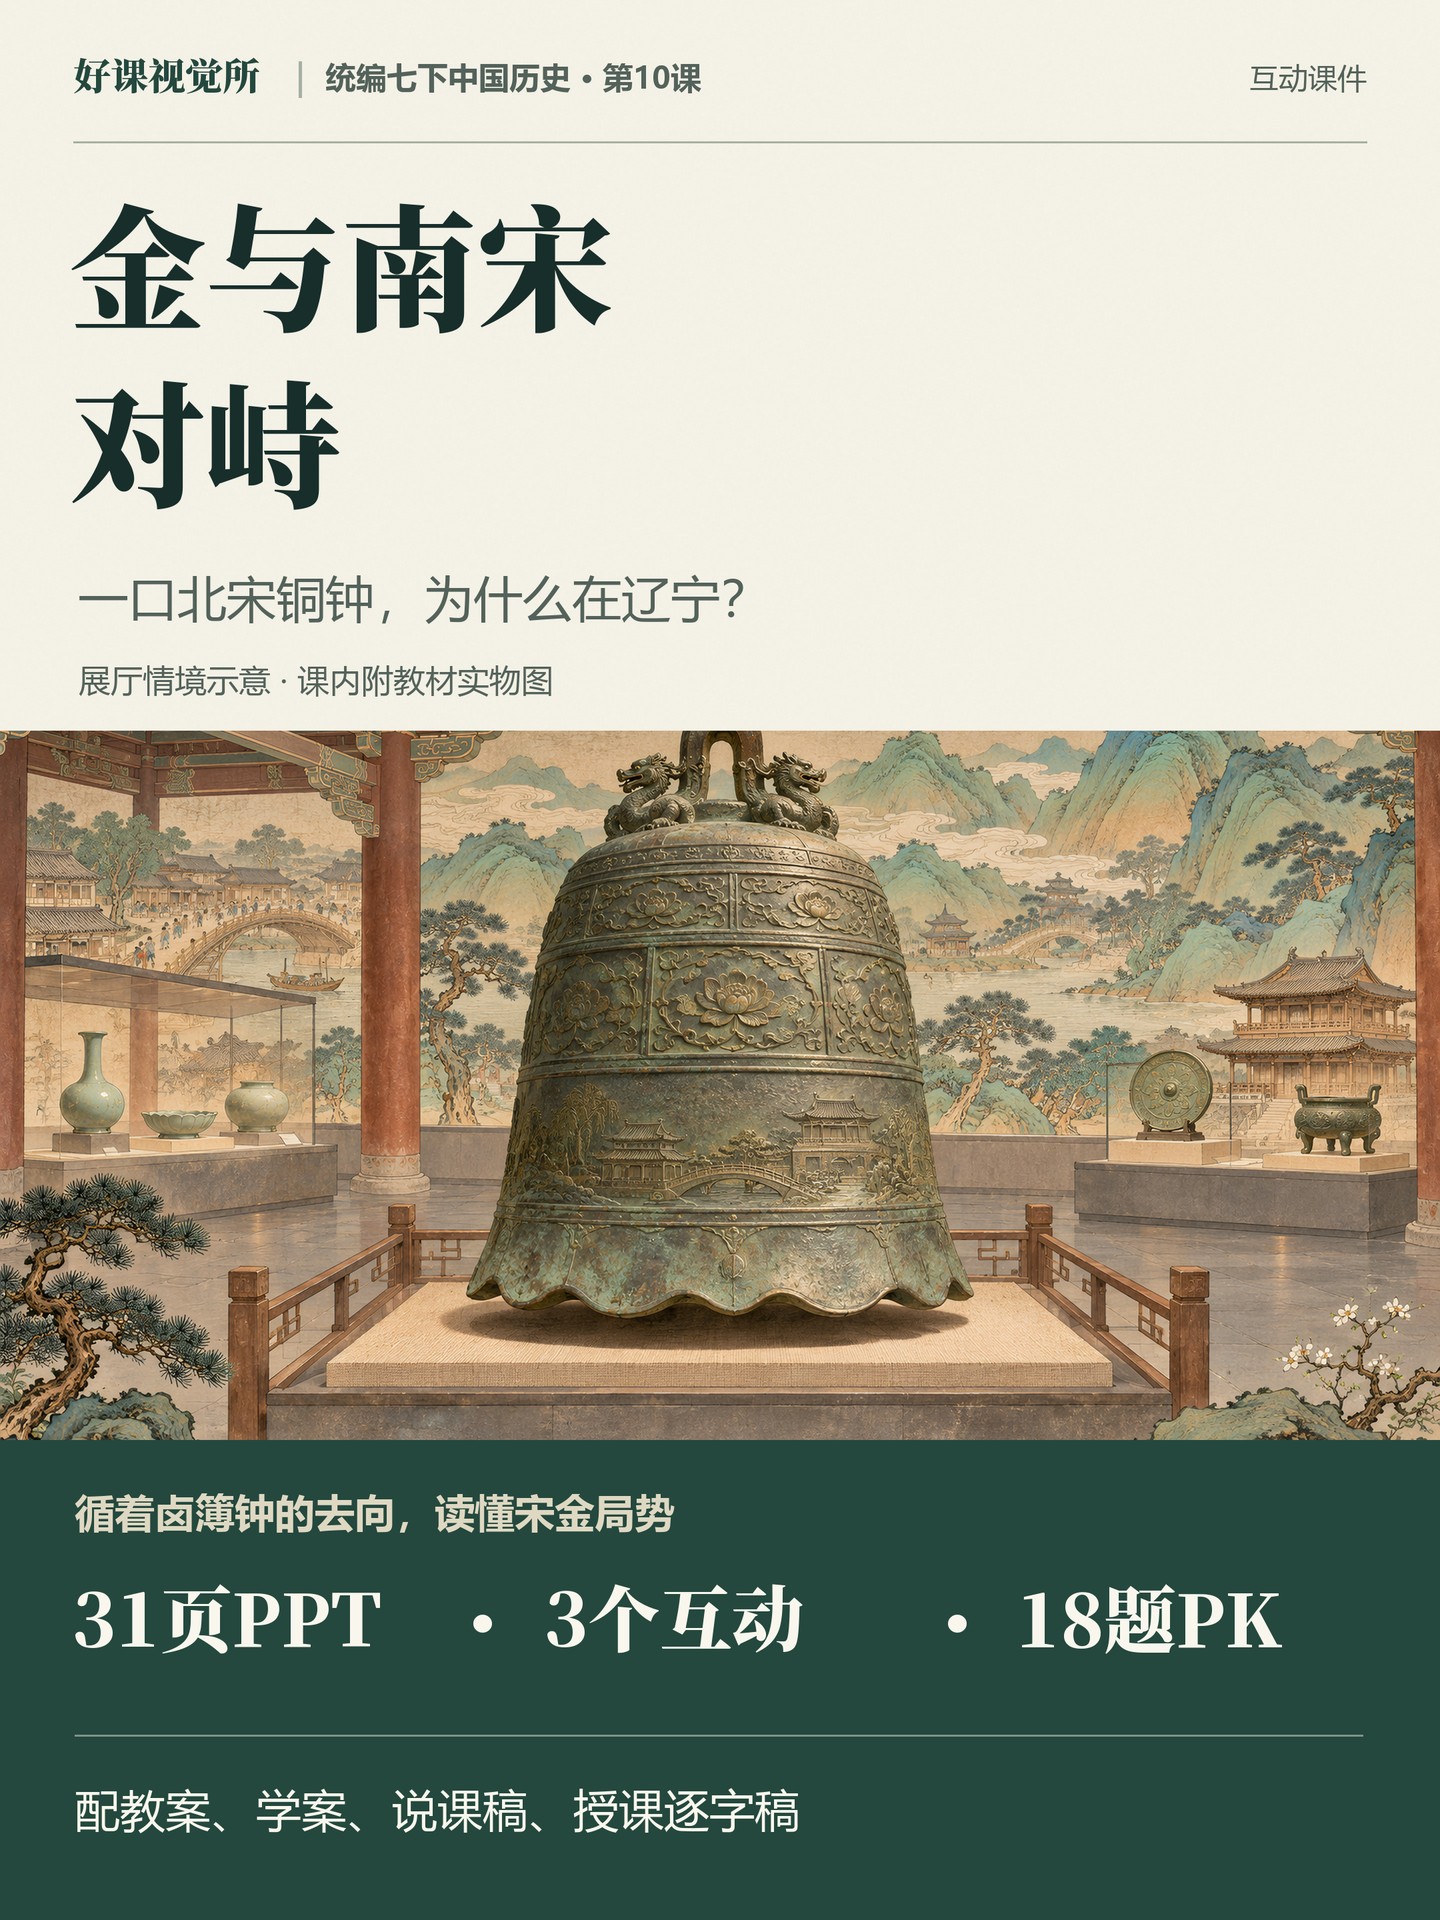 好课视觉所 | 统编七下中国历史·第10课 互动课件
金与南宋
对峙
一口北宋铜钟，为什么在辽宁？
展厅情境示意·课内附教材实物图
循着卤簿钟的去向，读懂宋金局势
31页PPT · 3个互动 · 18题PK
配教案、学案、说课稿、授课逐字稿